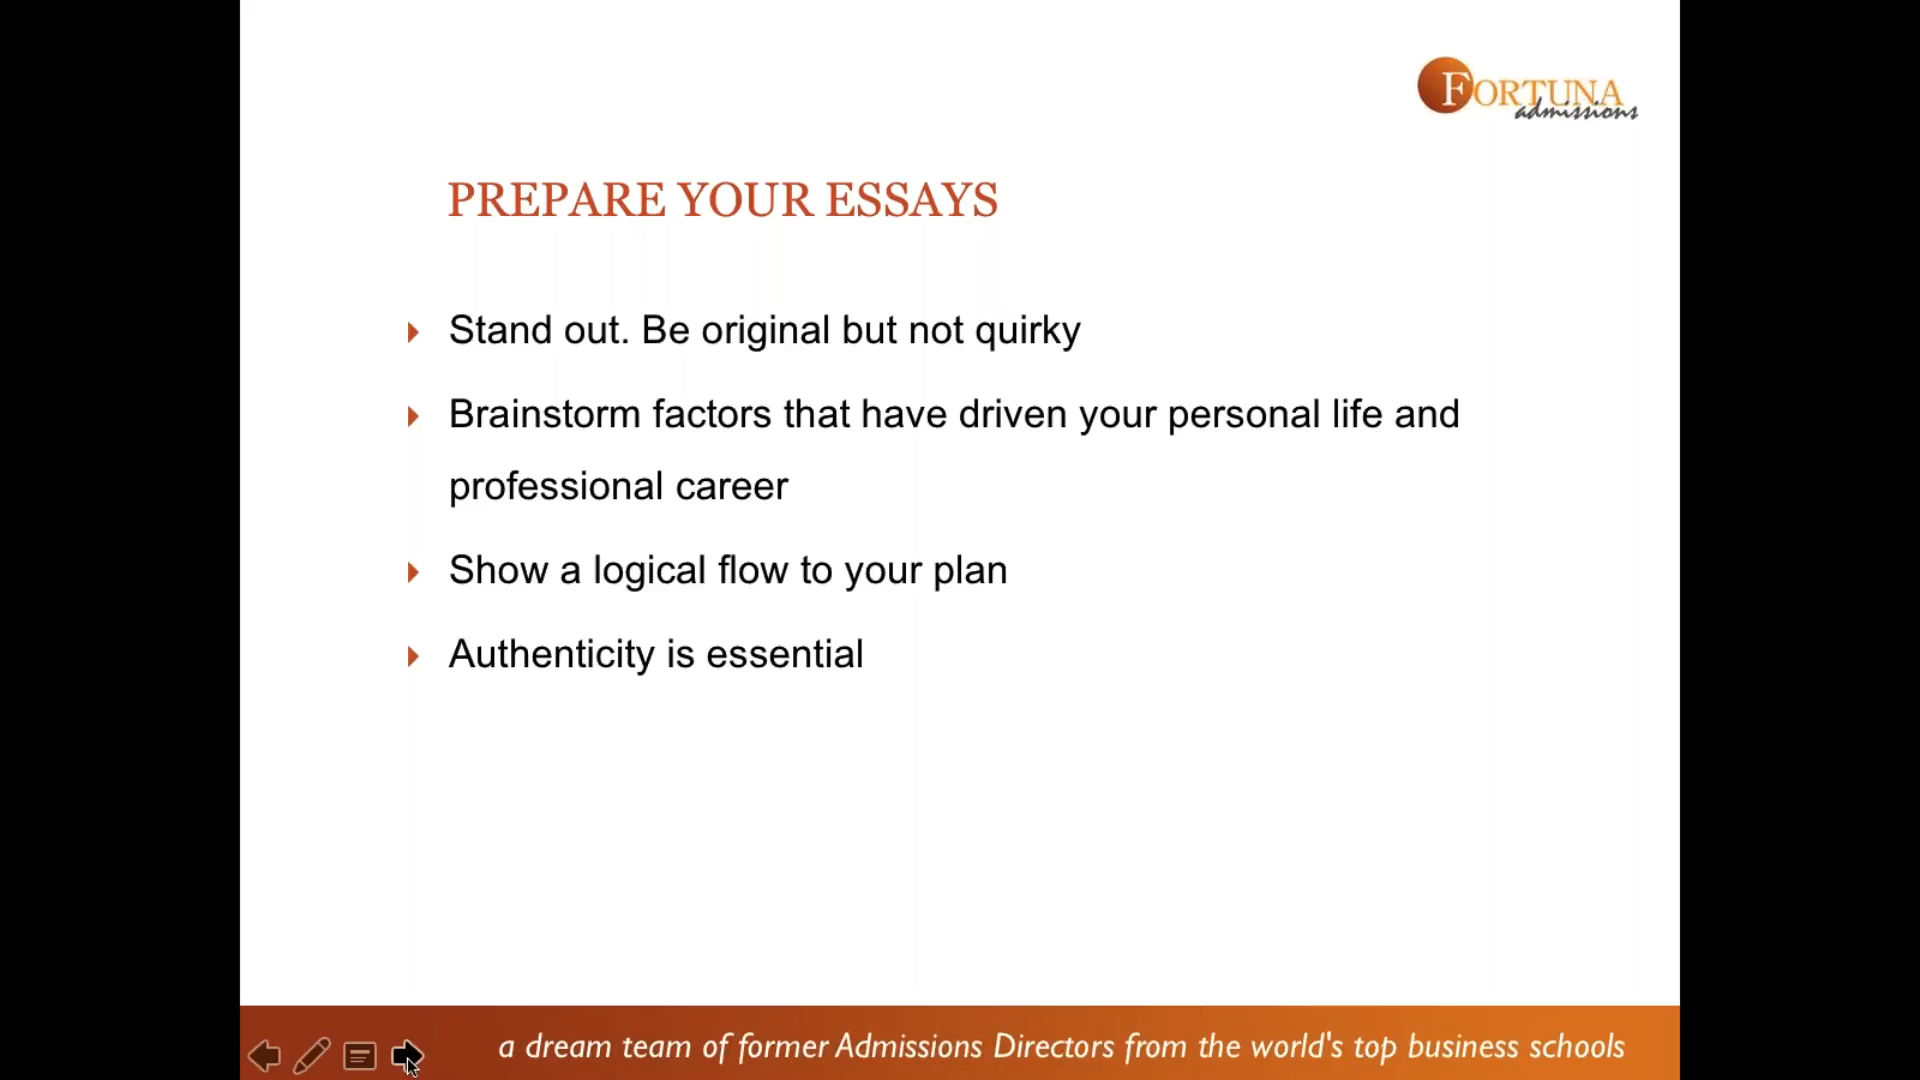 FORTUNA
admissions
PREPARE YOUR ESSAYS
Stand out. Be original but not quirky
Brainstorm factors that have driven your personal life and
professional career
Show a logical flow to your plan
Authenticity is essential
a dream team of former Admissions Directors from the world's top business schools